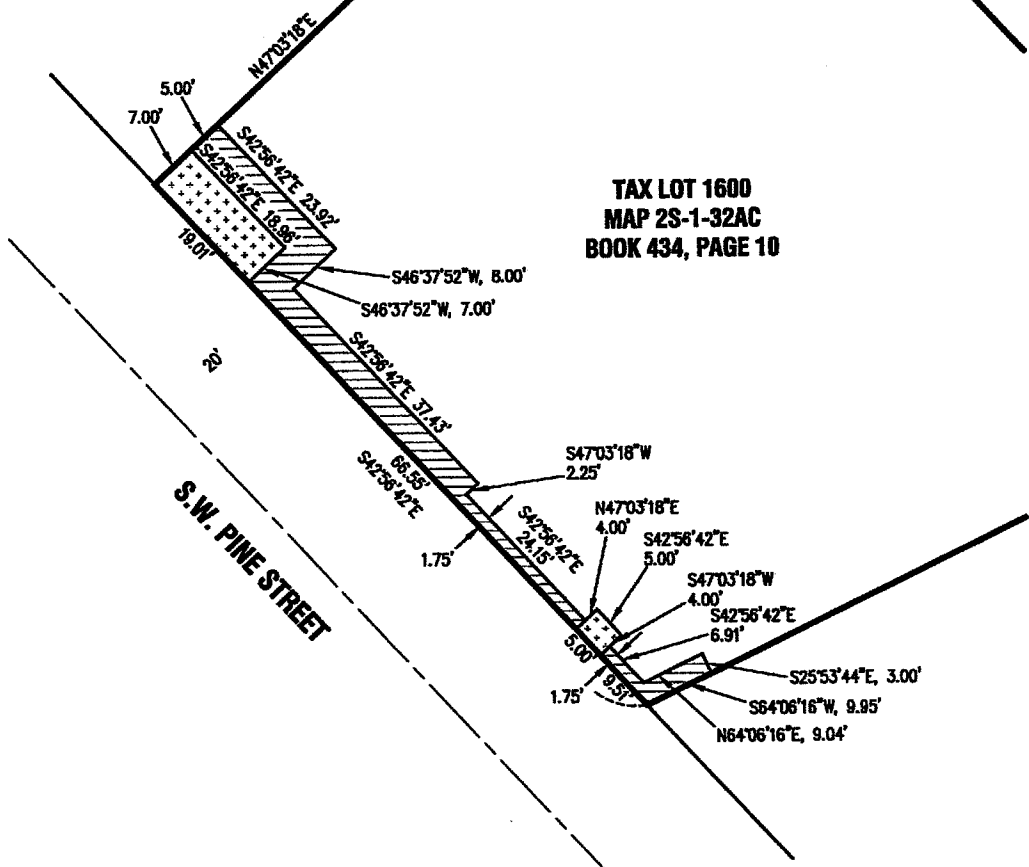 N47°03'18"E
5.00'
7.00'
S42°56'42"E 23.92'
S42°56'42"E 18.96'
19.01'
TAX LOT 1600
MAP 2S-1-32AC
BOOK 434, PAGE 10
S46°37'52"W, 8.00'
S46°37'52"W, 7.00'
20'
S42°56'42"E 37.43'
66.55'
S42°56'42"E
S47°03'18"W
2.25'
S.W. PINE STREET
1.75'
S42°56'42"E
24.15'
N47°03'18"E
4.00'
S42°56'42"E
5.00'
S47°03'18"W
4.00'
S42°56'42"E
6.91'
5.00'
1.75'
9.51'
S25°53'44"E, 3.00'
S64°06'16"W, 9.95'
N64°06'16"E, 9.04'